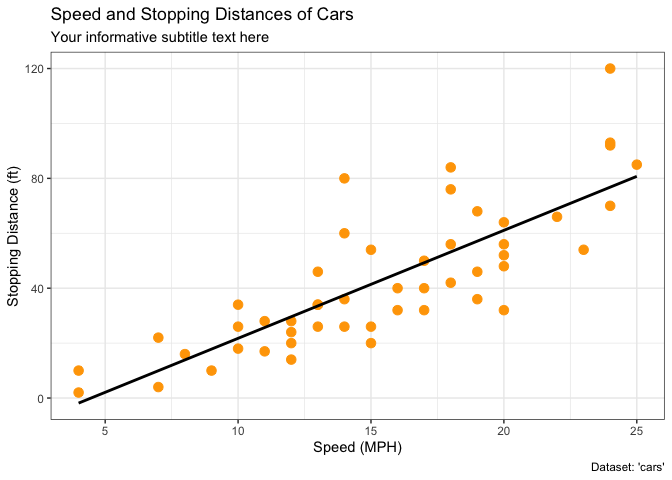 Speed and Stopping Distances of Cars
Your informative subtitle text here
Stopping Distance (ft)
120
80
40
0
5 10 15 20 25
Speed (MPH)
Dataset: 'cars'